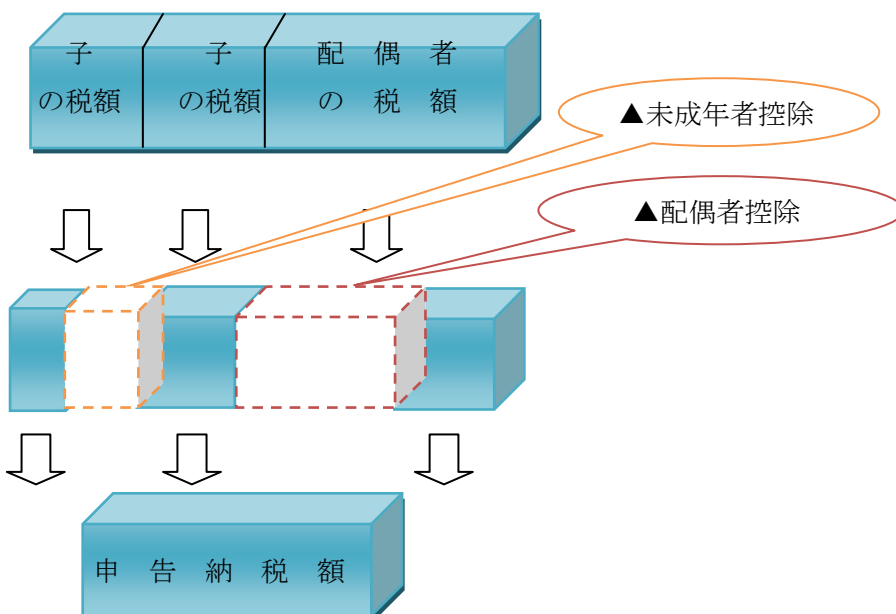 子
の税額
子
の税額
配偶者
の税額
▲未成年者控除
▲配偶者控除
申告納税額